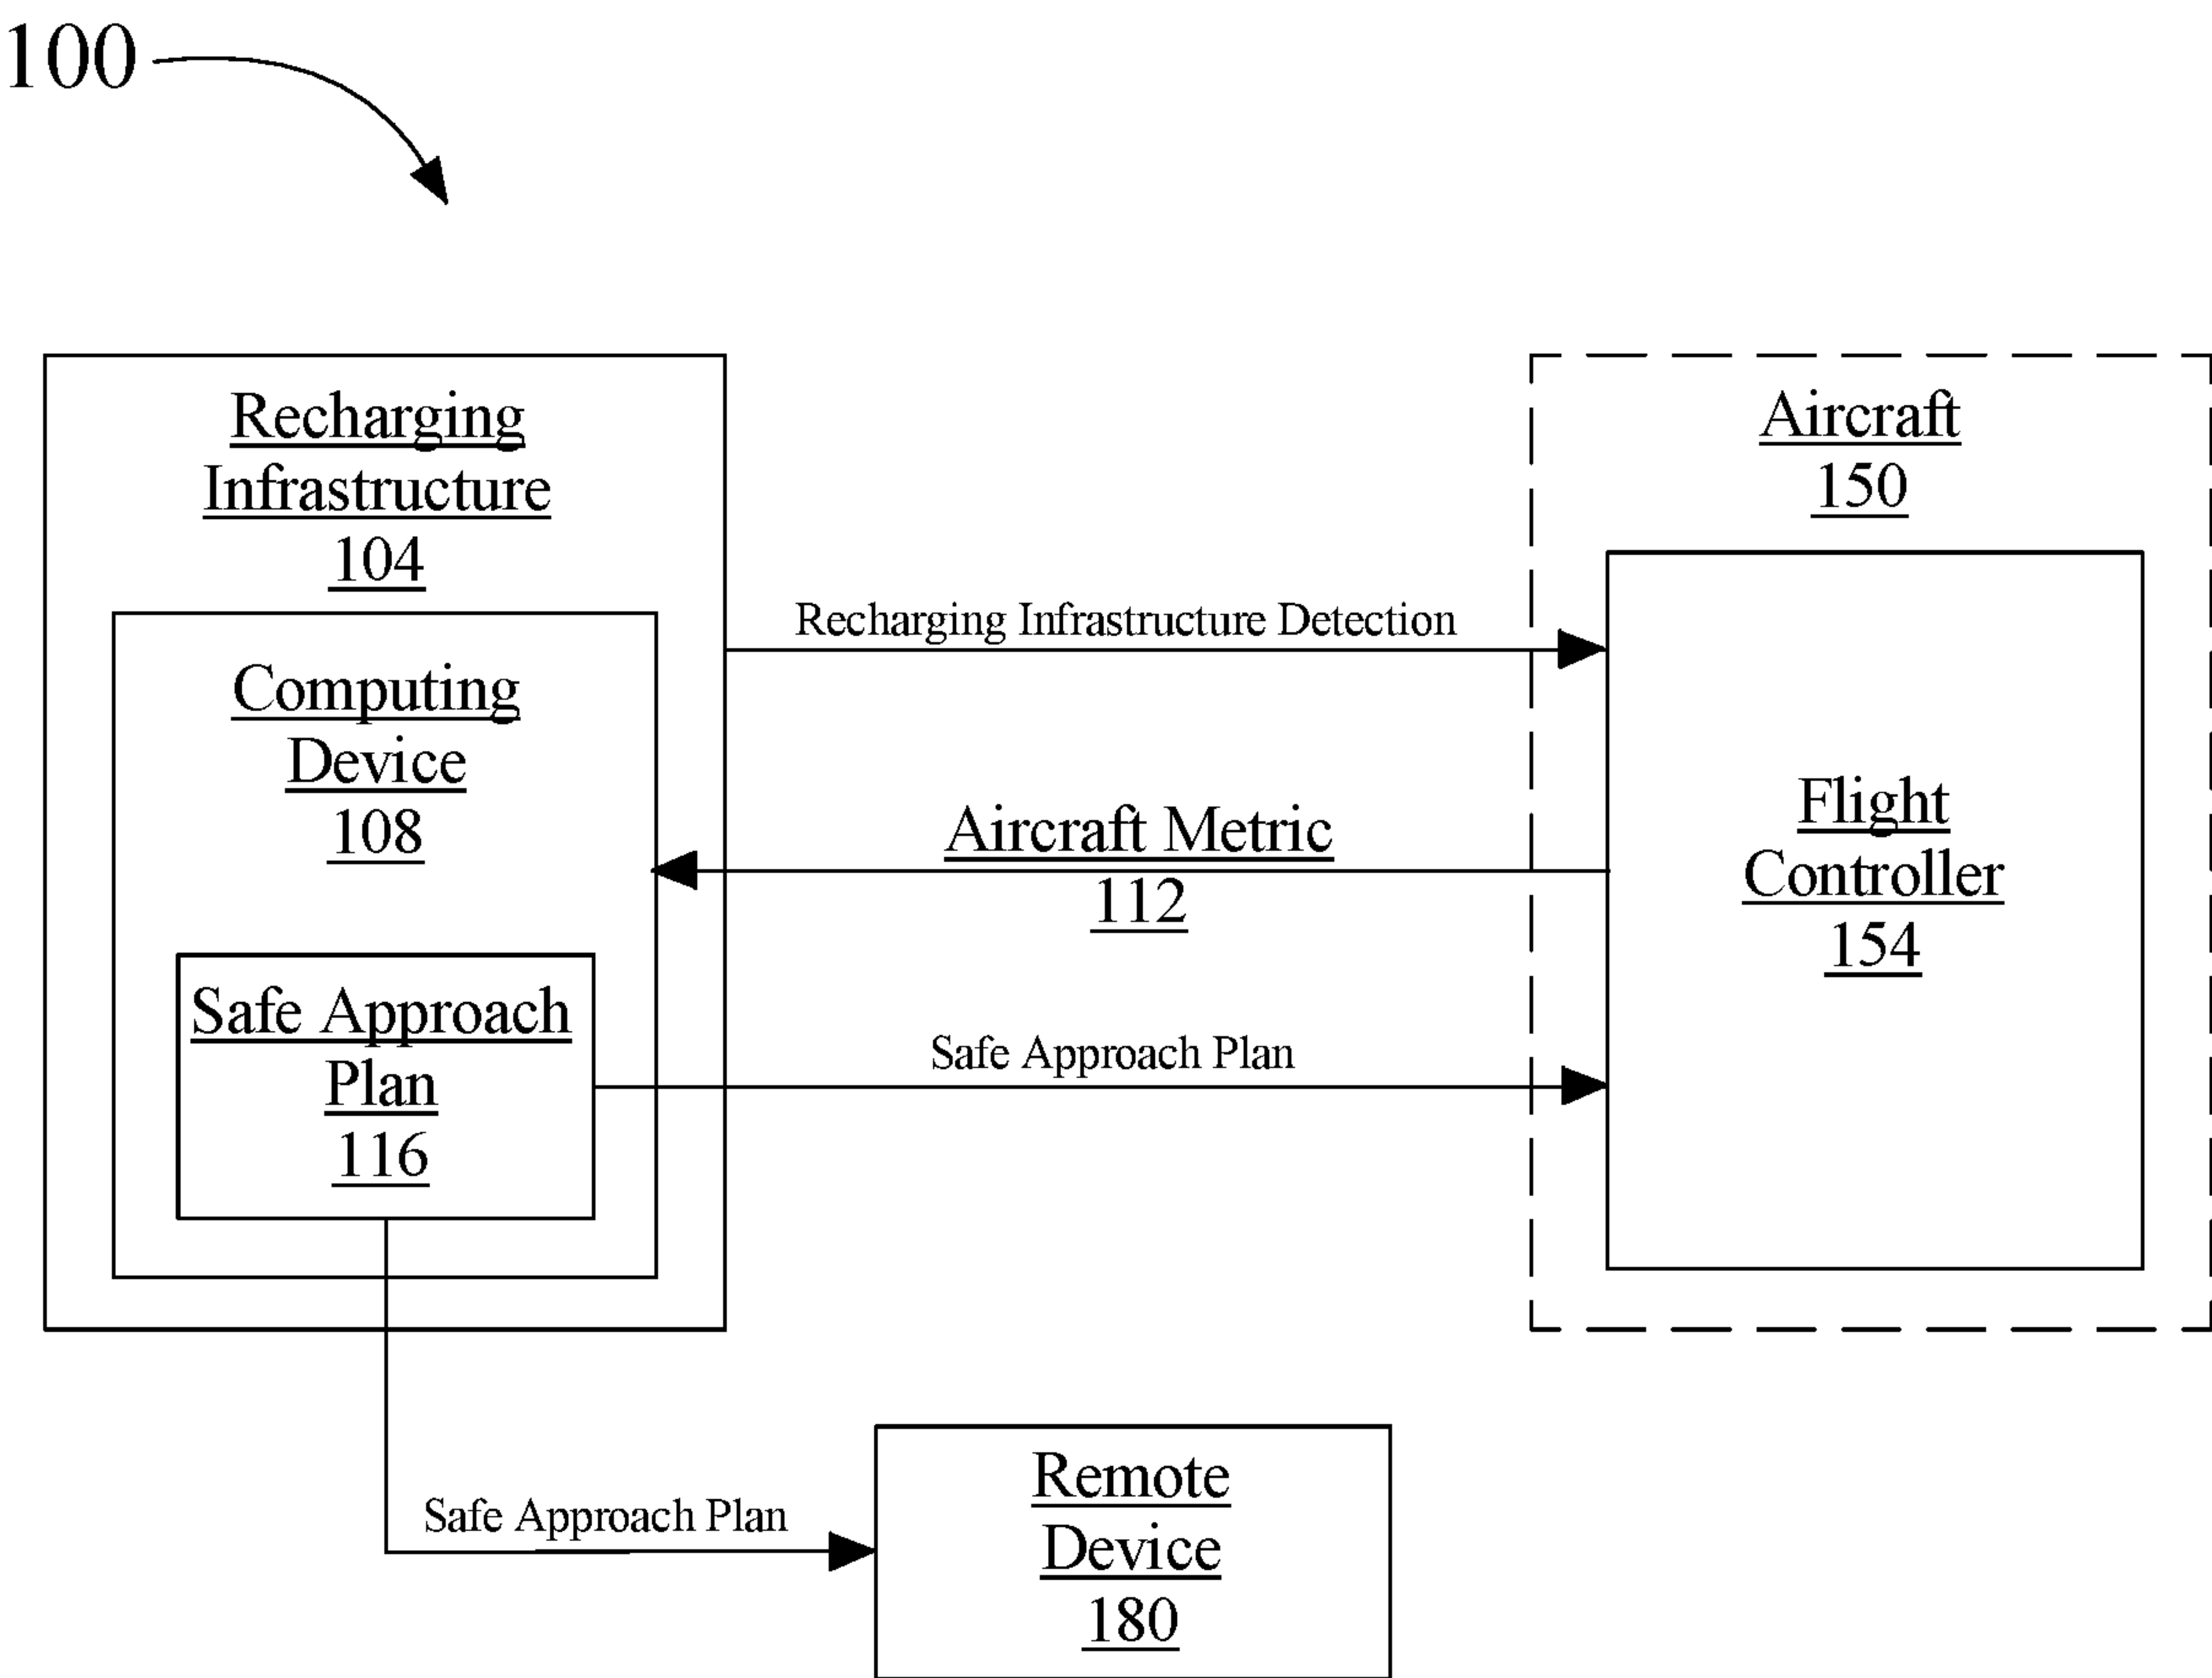 100
Recharging
Infrastructure
104
Aircraft
150
Recharging Infrastructure Detection
Computing
Device
108
Aircraft Metric
112
Flight
Controller
154
Safe Approach
Plan
116
Safe Approach Plan
Safe Approach Plan
Remote
Device
180